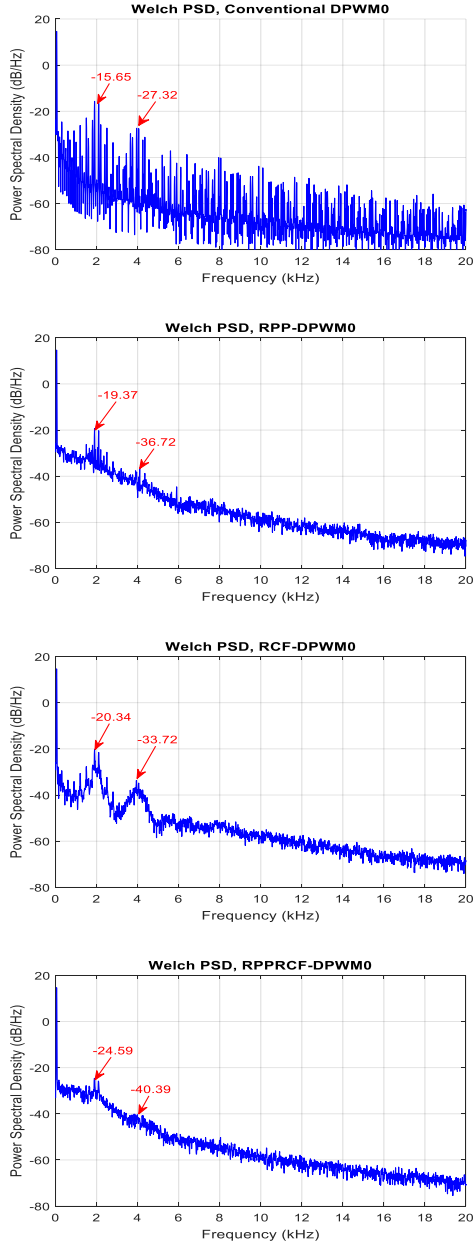 Welch PSD, Conventional DPWM0
Power Spectral Density (dB/Hz)
20
0
-20
-40
-60
-80
-15.65
-27.32
0 2 4 6 8 10 12 14 16 18 20
Frequency (kHz)
Welch PSD, RPP-DPWM0
Power Spectral Density (dB/Hz)
20
0
-20
-40
-60
-80
-19.37
-36.72
0 2 4 6 8 10 12 14 16 18 20
Frequency (kHz)
Welch PSD, RCF-DPWM0
Power Spectral Density (dB/Hz)
20
0
-20
-40
-60
-80
-20.34
-33.72
0 2 4 6 8 10 12 14 16 18 20
Frequency (kHz)
Welch PSD, RPPRCF-DPWM0
Power Spectral Density (dB/Hz)
20
0
-20
-40
-60
-80
-24.59
-40.39
0 2 4 6 8 10 12 14 16 18 20
Frequency (kHz)